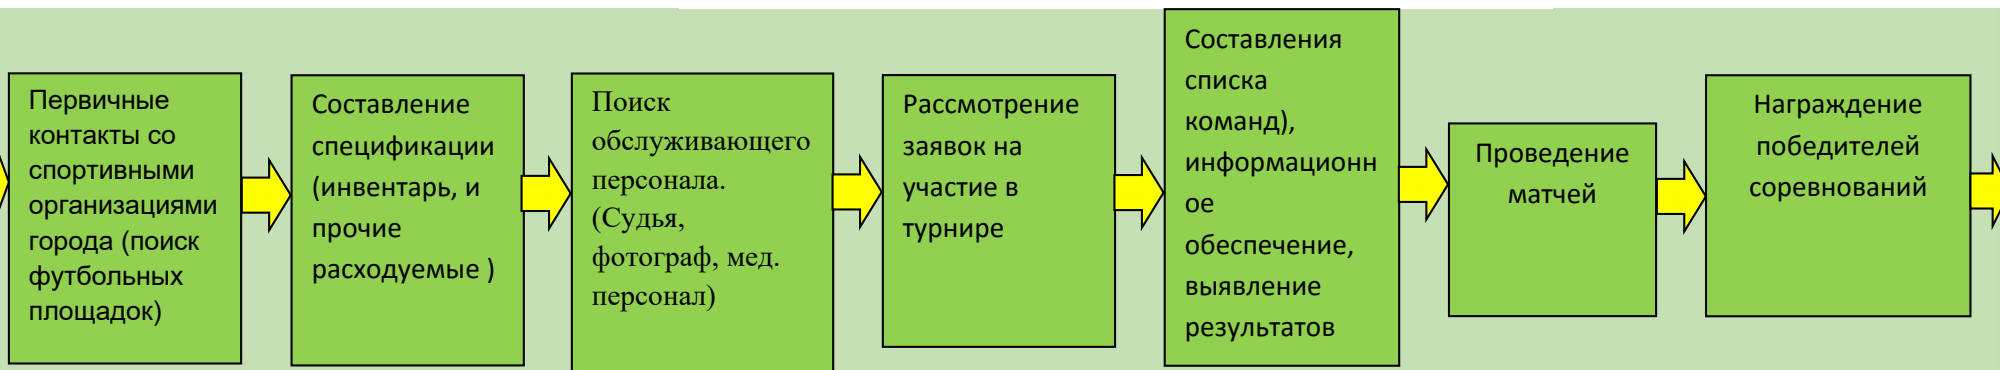 Первичные
контакты со
спортивными
организациями
города (поиск
футбольных
площадок)
Составление
спецификации
(инвентарь, и
прочие
расходуемые )
Поиск
обслуживающего
персонала.
(Судья,
фотограф, мед.
персонал)
Рассмотрение
заявок на
участие в
турнире
Составления
списка
команд),
информационн
ое
обеспечение,
выявление
результатов
Проведение
матчей
Награждение
победителей
соревнований